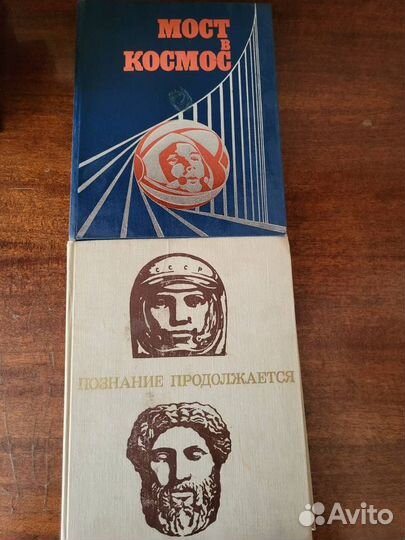 МОСТ
В
КОСМОС
СССР
ПОЗНАНИЕ ПРОДОЛЖАЕТСЯ
Avito